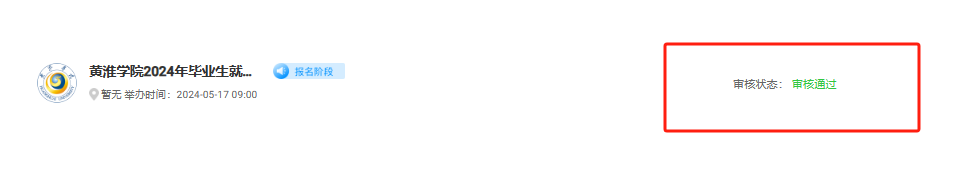 黄淮学院2024年毕业生就...
报名阶段
暂无 举办时间：2024-05-17 09:00
审核状态： 审核通过